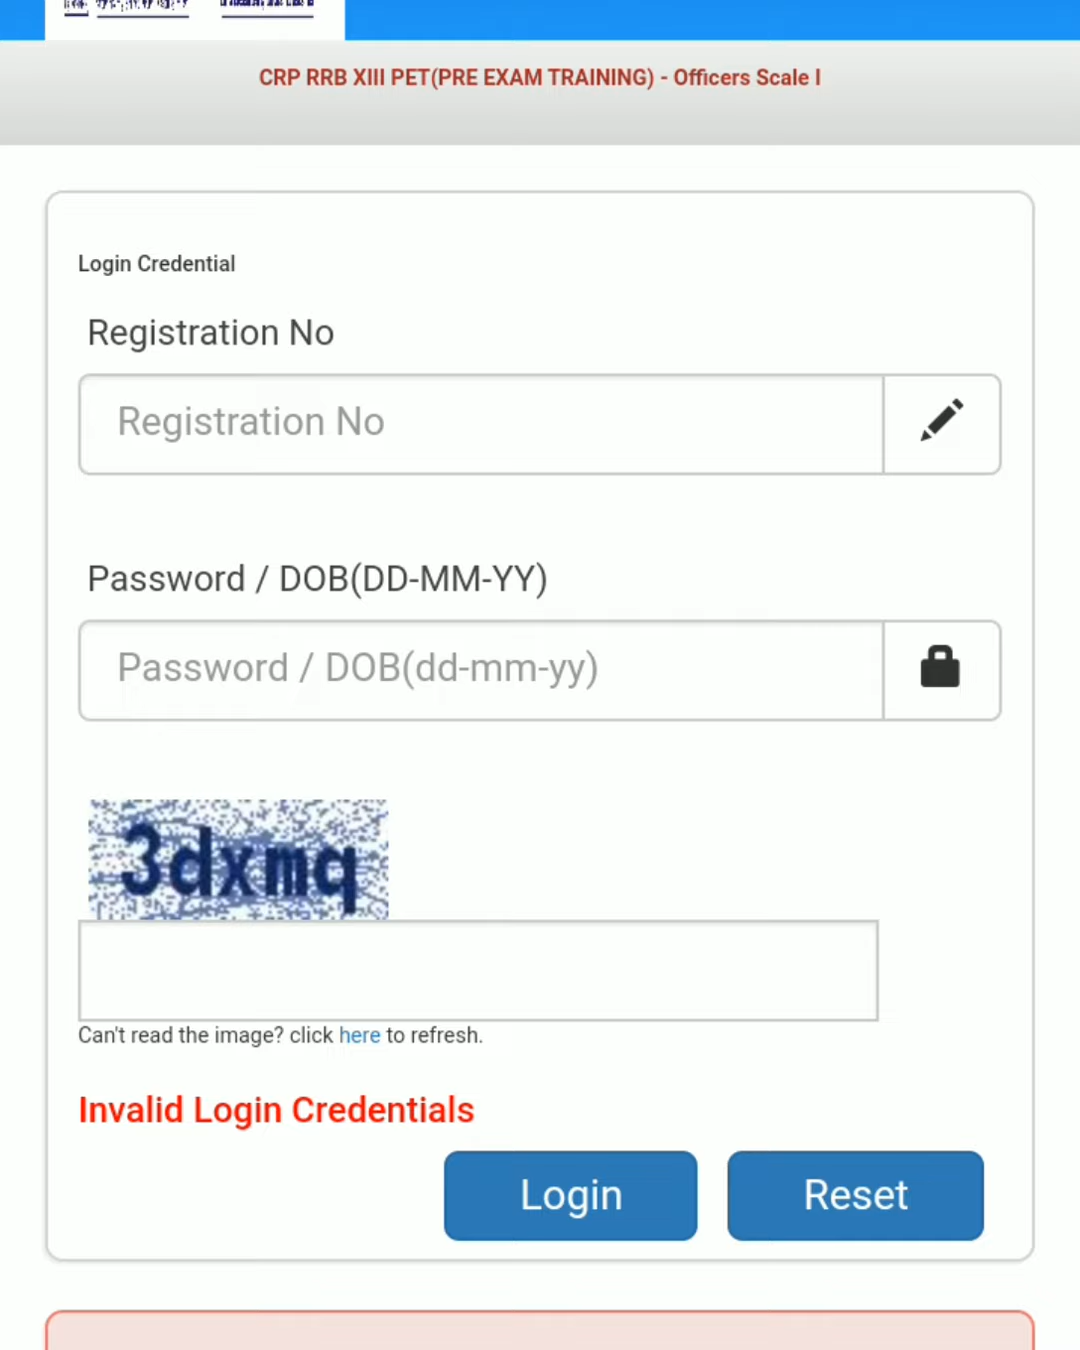 CRP RRB XIII PET(PRE EXAM TRAINING) - Officers Scale I
Login Credential
Registration No
Registration No
Password / DOB(DD-MM-YY)
Password / DOB(dd-mm-yy)
3dxmq
Can't read the image? click here to refresh.
Invalid Login Credentials
Login
Reset